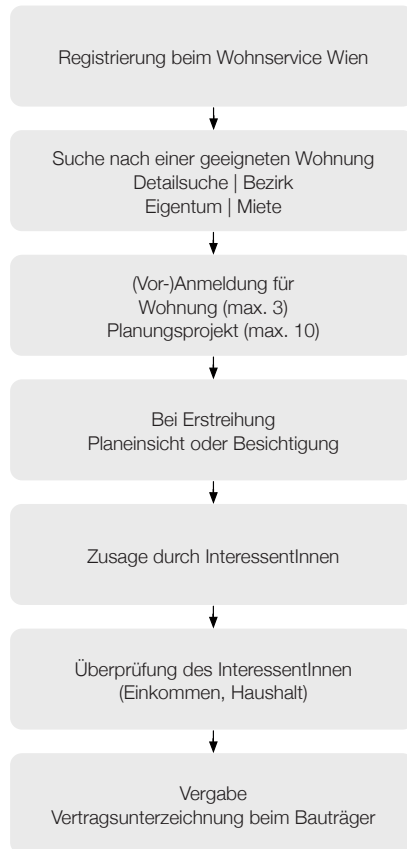 Registrierung beim Wohnservice Wien
Suche nach einer geeigneten Wohnung
Detailsuche | Bezirk
Eigentum | Miete
(Vor-)Anmeldung für
Wohnung (max. 3)
Planungsprojekt (max. 10)
Bei Erstreihung
Planeinsicht oder Besichtigung
Zusage durch InteressentInnen
Überprüfung des InteressentInnen
(Einkommen, Haushalt)
Vergabe
Vertragsunterzeichnung beim Bauträger